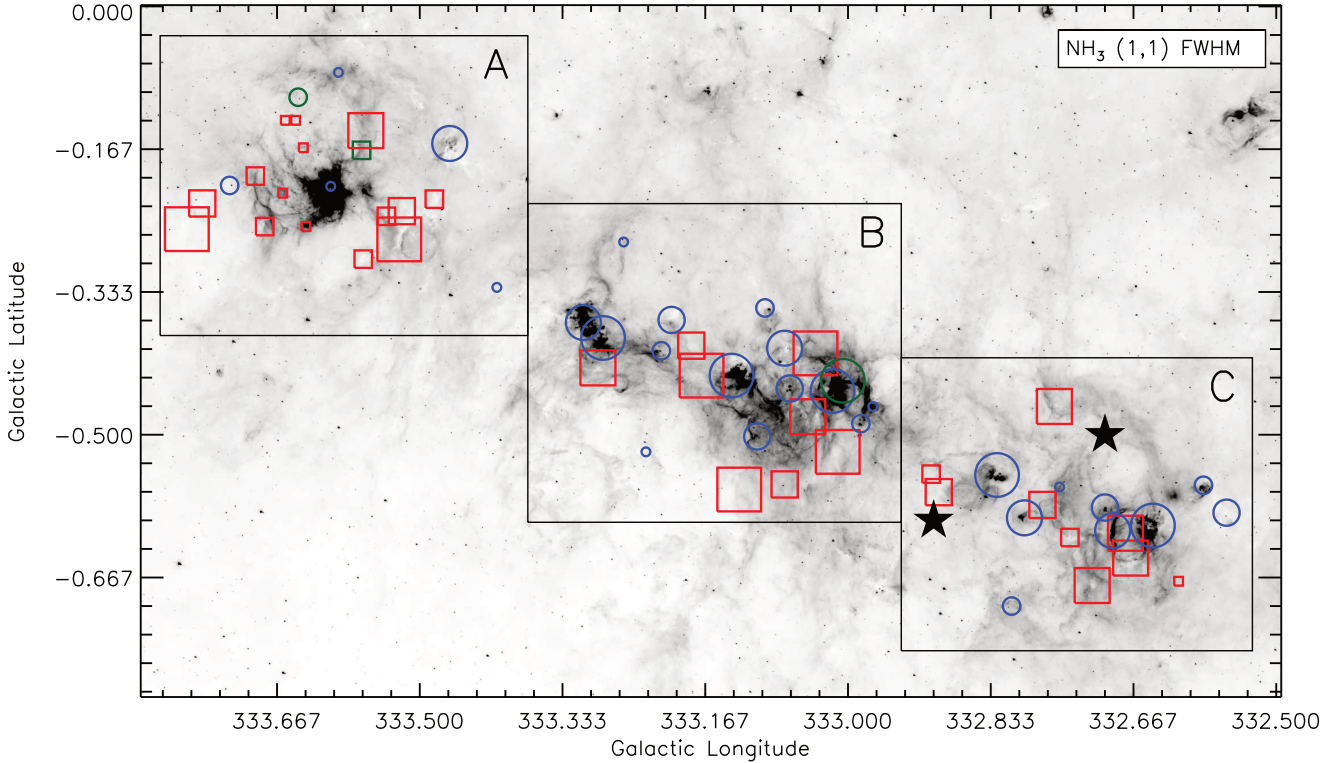 0.000
NH₃ (1,1) FWHM
A
-0.167
B
-0.333
C
Galactic Latitude
-0.500
-0.667
333.667 333.500 333.333 333.167 333.000 332.833 332.667 332.500
Galactic Longitude